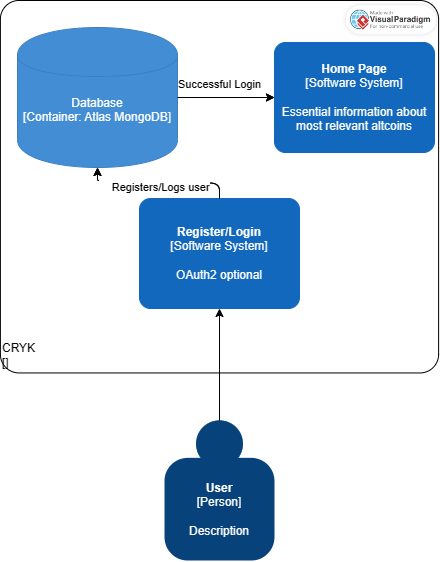 Made with
Visual Paradigm
For non-commercial use
Home Page
[Software System]
Essential information about
most relevant altcoins
Database
[Container: Atlas MongoDB]
Successful Login
Registers/Logs user
Register/Login
[Software System]
OAuth2 optional
CRYK
[]
User
[Person]
Description